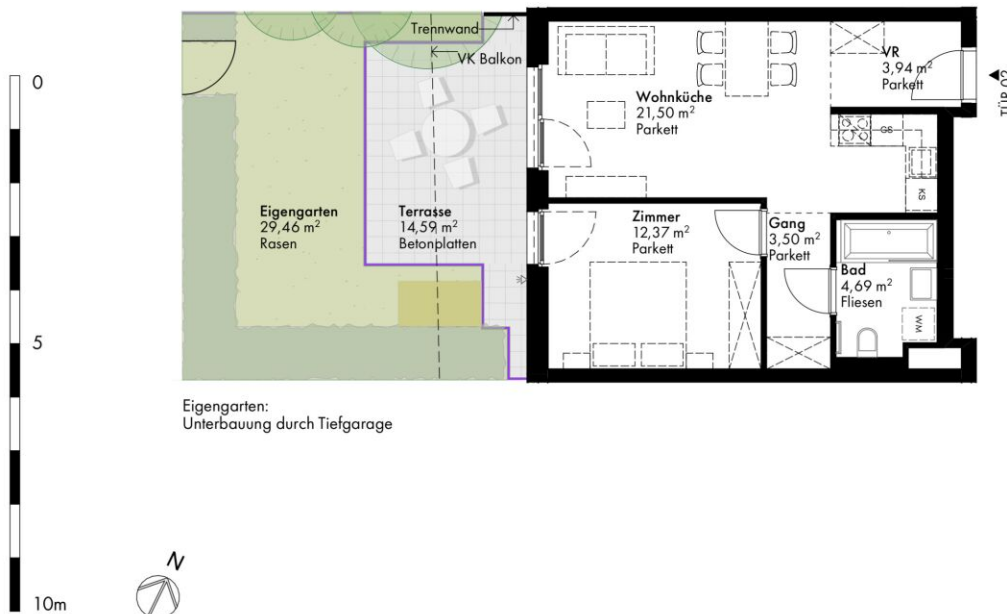 Trennwand
VK Balkon
VR
3,94 m²
Parkett
TÜR 02
0
Wohnküche
21,50 m²
Parkett
GS
KS
Eigengarten
29,46 m²
Rasen
Terrasse
14,59 m²
Betonplatten
Zimmer
12,37 m²
Parkett
Gang
3,50 m²
Parkett
Bad
4,69 m²
Fliesen
WM
5
Eigengarten:
Unterbauung durch Tiefgarage
N
10m